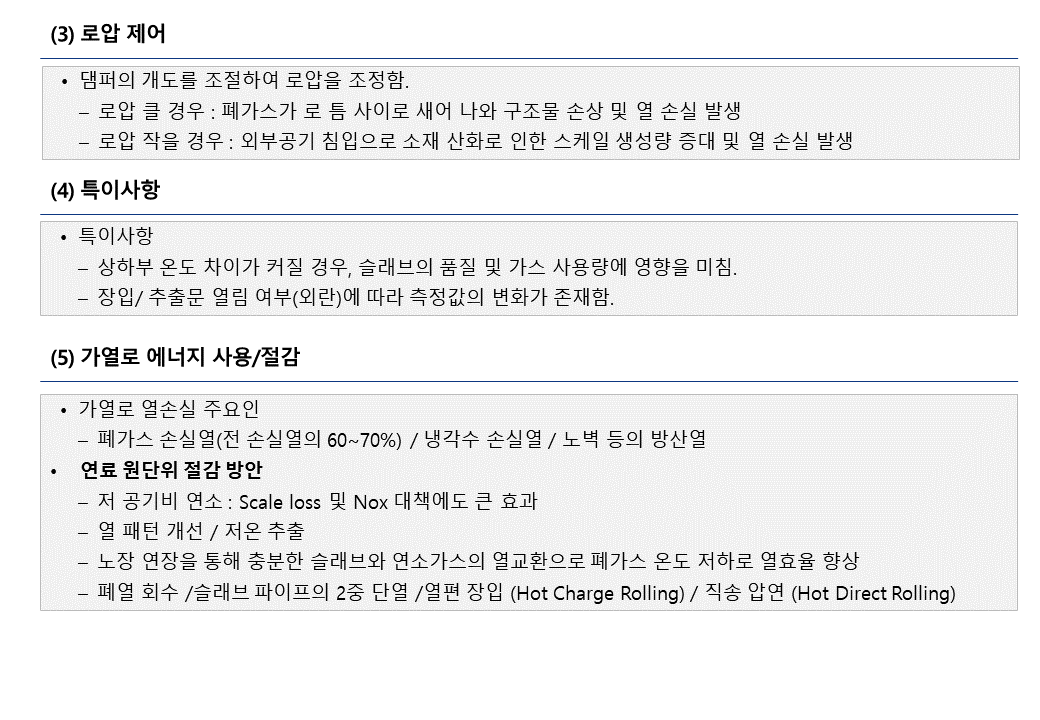 (3) 로압 제어
• 댐퍼의 개도를 조절하여 로압을 조정함.
– 로압 클 경우 : 폐가스가 로 틈 사이로 새어 나와 구조물 손상 및 열 손실 발생
– 로압 작을 경우 : 외부공기 침입으로 소재 산화로 인한 스케일 생성량 증대 및 열 손실 발생
(4) 특이사항
• 특이사항
– 상하부 온도 차이가 커질 경우, 슬래브의 품질 및 가스 사용량에 영향을 미침.
– 장입/ 추출문 열림 여부(외란)에 따라 측정값의 변화가 존재함.
(5) 가열로 에너지 사용/절감
• 가열로 열손실 주요인
– 폐가스 손실열(전 손실열의 60~70%) / 냉각수 손실열 / 노벽 등의 방산열
• 연료 원단위 절감 방안
– 저 공기비 연소 : Scale loss 및 Nox 대책에도 큰 효과
– 열 패턴 개선 / 저온 추출
– 노장 연장을 통해 충분한 슬래브와 연소가스의 열교환으로 폐가스 온도 저하로 열효율 향상
– 폐열 회수 /슬래브 파이프의 2중 단열 /열편 장입 (Hot Charge Rolling) / 직송 압연 (Hot Direct Rolling)